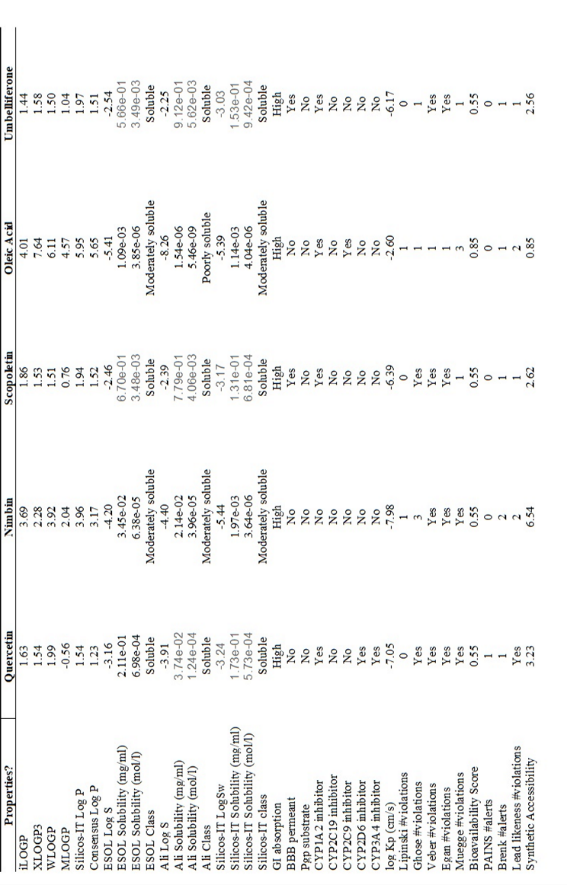 Properties? Quercetin Nimbin Scopoletin Oleic Acid Umbelliferone
iLOGP 1.63 3.69 1.86 4.01 1.44
XLOGP3 1.54 2.28 1.53 7.64 1.58
WLOGP 1.99 3.92 1.51 6.11 1.50
MLOGP -0.56 2.04 0.76 4.57 1.04
Silicos-IT Log P 1.54 3.96 1.94 5.95 1.97
Consensus Log P 1.23 3.17 1.52 5.65 1.51
ESOL Log S -3.16 -4.20 -2.46 -5.41 -2.54
ESOL Solubility (mg/ml) 2.11e-01 3.45e-02 6.70e-01 1.09e-03 5.66e-01
ESOL Solubility (mol/l) 6.98e-04 6.38e-05 3.48e-03 3.85e-06 3.49e-03
ESOL Class Soluble Moderately soluble Soluble Moderately soluble Soluble
Ali Log S -3.91 -4.40 -2.39 -8.26 -2.25
Ali Solubility (mg/ml) 3.74e-02 2.14e-02 7.79e-01 1.54e-06 9.12e-01
Ali Solubility (mol/l) 1.24e-04 3.96e-05 4.06e-03 5.46e-09 5.62e-03
Ali Class Soluble Moderately soluble Soluble Poorly soluble Soluble
Silicos-IT LogSw -3.24 -5.44 -3.17 -5.39 -3.03
Silicos-IT Solubility (mg/ml) 1.73e-01 1.97e-03 1.31e-01 1.14e-03 1.53e-01
Silicos-IT Solubility (mol/l) 5.73e-04 3.64e-06 6.81e-04 4.04e-06 9.42e-04
Silicos-IT class Soluble Moderately soluble Soluble Moderately soluble Soluble
GI absorption High High High High High
BBB permeant No No Yes No Yes
Pgp substrate No No No No No
CYP1A2 inhibitor Yes No Yes Yes Yes
CYP2C19 inhibitor No No No No No
CYP2C9 inhibitor No No No Yes No
CYP2D6 inhibitor Yes No No No No
CYP3A4 inhibitor Yes No No No No
log Kp (cm/s) -7.05 -7.98 -6.39 -2.60 -6.17
Lipinski #violations 0 1 0 1 0
Ghose #violations Yes 3 Yes 1 1
Veber #violations Yes Yes Yes 1 Yes
Egan #violations Yes Yes Yes 1 Yes
Muegge #violations Yes Yes 1 3 1
Bioavailability Score 0.55 0.55 0.55 0.85 0.55
PAINS #alerts 1 0 0 0 0
Brenk #alerts 1 2 1 1 1
Lead likeness #violations Yes 2 1 2 1
Synthetic Accessibility 3.23 6.54 2.62 0.85 2.56